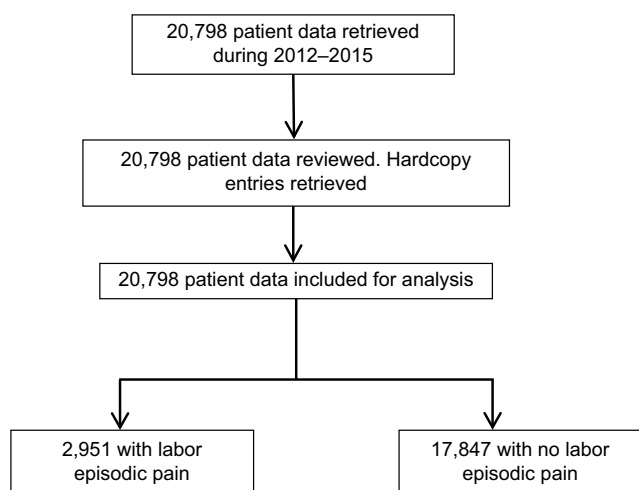 20,798 patient data retrieved
during 2012–2015
20,798 patient data reviewed. Hardcopy
entries retrieved
20,798 patient data included for analysis
2,951 with labor
episodic pain
17,847 with no labor
episodic pain